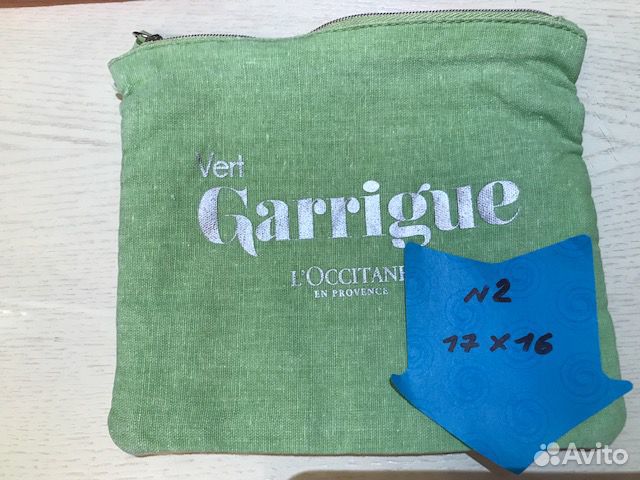 Vert
Garrigue
L'OCCITANE
EN PROVENCE
N2
17 x 16
Avito